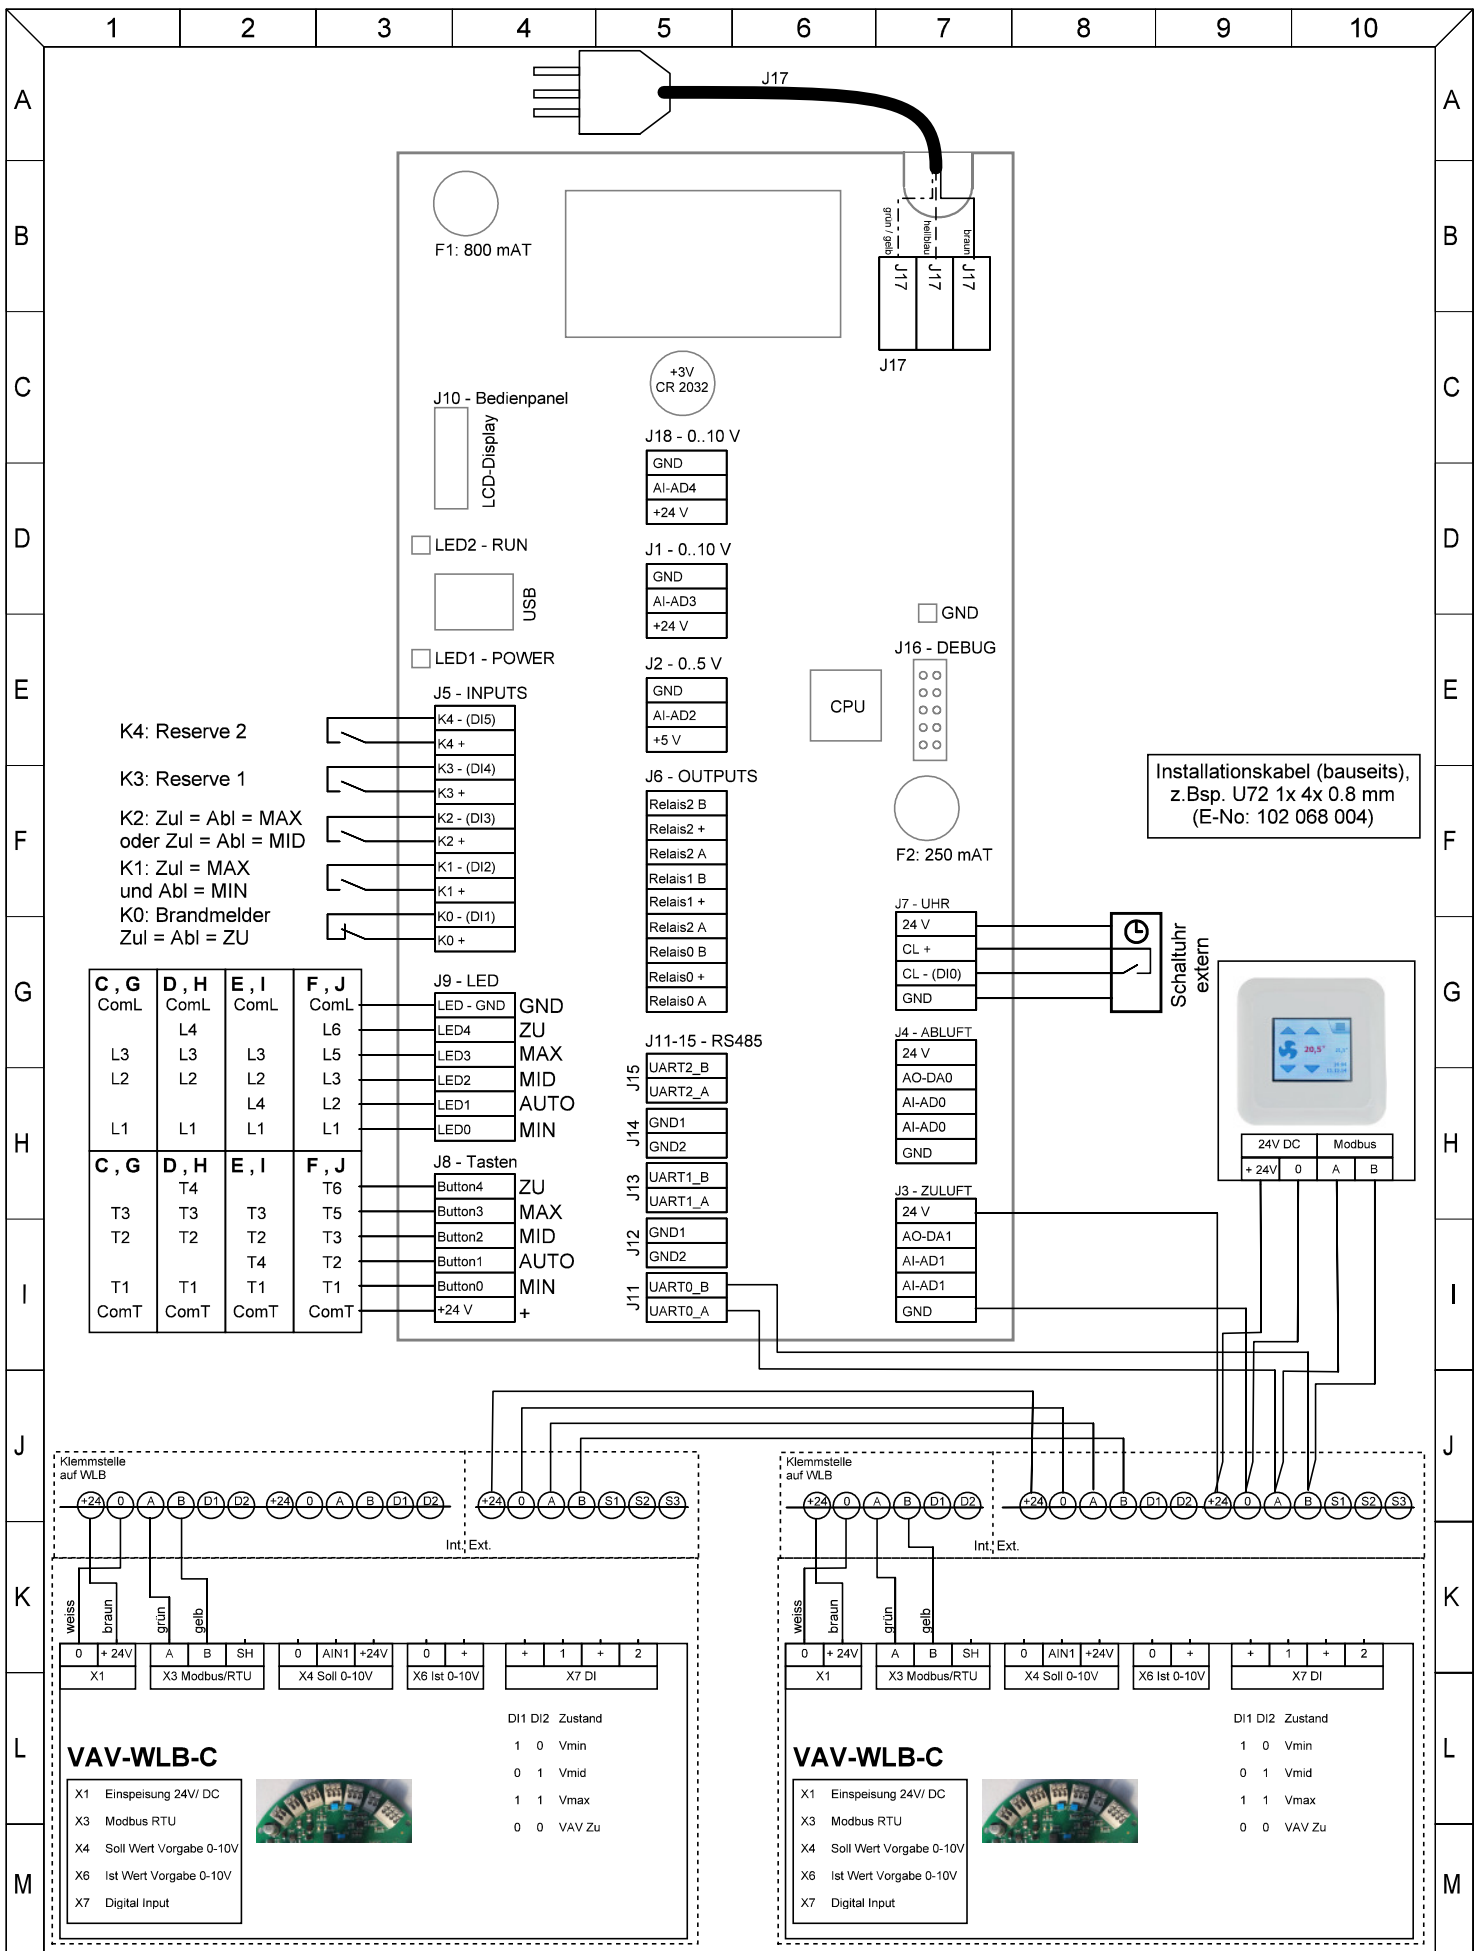 1 2 3 4 5 6 7 8 9 10
A A
J17
B B
F1: 800 mAT
grün / gelb
hellblau
braun
J17 J17 J17
J17
C C
+3V
CR 2032
J10 - Bedienpanel
LCD-Display
J18 - 0..10 V
GND
AI-AD4
+24 V
D D
LED2 - RUN
USB
J1 - 0..10 V
GND
AI-AD3
+24 V
GND
LED1 - POWER
J16 - DEBUG
E E
J2 - 0..5 V
GND
AI-AD2
+5 V
CPU
J5 - INPUTS
K4 - (DI5)
K4 +
K3 - (DI4)
K3 +
K2 - (DI3)
K2 +
K1 - (DI2)
K1 +
K0 - (DI1)
K0 +
K4: Reserve 2
K3: Reserve 1
K2: Zul = Abl = MAX
oder Zul = Abl = MID
K1: Zul = MAX
und Abl = MIN
K0: Brandmelder
Zul = Abl = ZU
F F
J6 - OUTPUTS
Relais2 B
Relais2 +
Relais2 A
Relais1 B
Relais1 +
Relais2 A
Relais0 B
Relais0 +
Relais0 A
F2: 250 mAT
Installationskabel (bauseits),
z.Bsp. U72 1x 4x 0.8 mm
(E-No: 102 068 004)
J7 - UHR
24 V
CL +
CL - (DI0)
GND
Schaltuhr
extern
G G
C , G D , H E , I F , J
ComL ComL ComL ComL
L4 L6
L3 L3 L3 L5
L2 L2 L2 L3
L4 L2
L1 L1 L1 L1
J9 - LED
LED - GND GND
LED4 ZU
LED3 MAX
LED2 MID
LED1 AUTO
LED0 MIN
J11-15 - RS485
J15
UART2_B
UART2_A
J14
GND1
GND2
J13
UART1_B
UART1_A
J12
GND1
GND2
J11
UART0_B
UART0_A
J4 - ABLUFT
24 V
AO-DA0
AI-AD0
AI-AD0
GND
20,5°
24V DC Modbus
+ 24V 0 A B
H H
C , G D , H E , I F , J
T4 T6
T3 T3 T3 T5
T2 T2 T2 T3
T4 T2
T1 T1 T1 T1
ComT ComT ComT ComT
J8 - Tasten
Button4 ZU
Button3 MAX
Button2 MID
Button1 AUTO
Button0 MIN
+24 V +
J3 - ZULUFT
24 V
AO-DA1
AI-AD1
AI-AD1
GND
I I
J J
Klemmstelle
auf WLB
+24 0 A B D1 D2 +24 0 A B D1 D2 +24 0 A B S1 S2 S3
Int. Ext.
Klemmstelle
auf WLB
+24 0 A B D1 D2 +24 0 A B D1 D2 +24 0 A B S1 S2 S3
Int. Ext.
K K
weiss
braun
grün
gelb
0 + 24V A B SH 0 AIN1 +24V 0 + + 1 + 2
X1 X3 Modbus/RTU X4 Soll 0-10V X6 Ist 0-10V X7 DI
weiss
braun
grün
gelb
0 + 24V A B SH 0 AIN1 +24V 0 + + 1 + 2
X1 X3 Modbus/RTU X4 Soll 0-10V X6 Ist 0-10V X7 DI
L L
DI1 DI2 Zustand
1 0 Vmin
0 1 Vmid
1 1 Vmax
0 0 VAV Zu
VAV-WLB-C
X1 Einspeisung 24V/ DC
X3 Modbus RTU
X4 Soll Wert Vorgabe 0-10V
X6 Ist Wert Vorgabe 0-10V
X7 Digital Input
DI1 DI2 Zustand
1 0 Vmin
0 1 Vmid
1 1 Vmax
0 0 VAV Zu
VAV-WLB-C
X1 Einspeisung 24V/ DC
X3 Modbus RTU
X4 Soll Wert Vorgabe 0-10V
X6 Ist Wert Vorgabe 0-10V
X7 Digital Input
M M